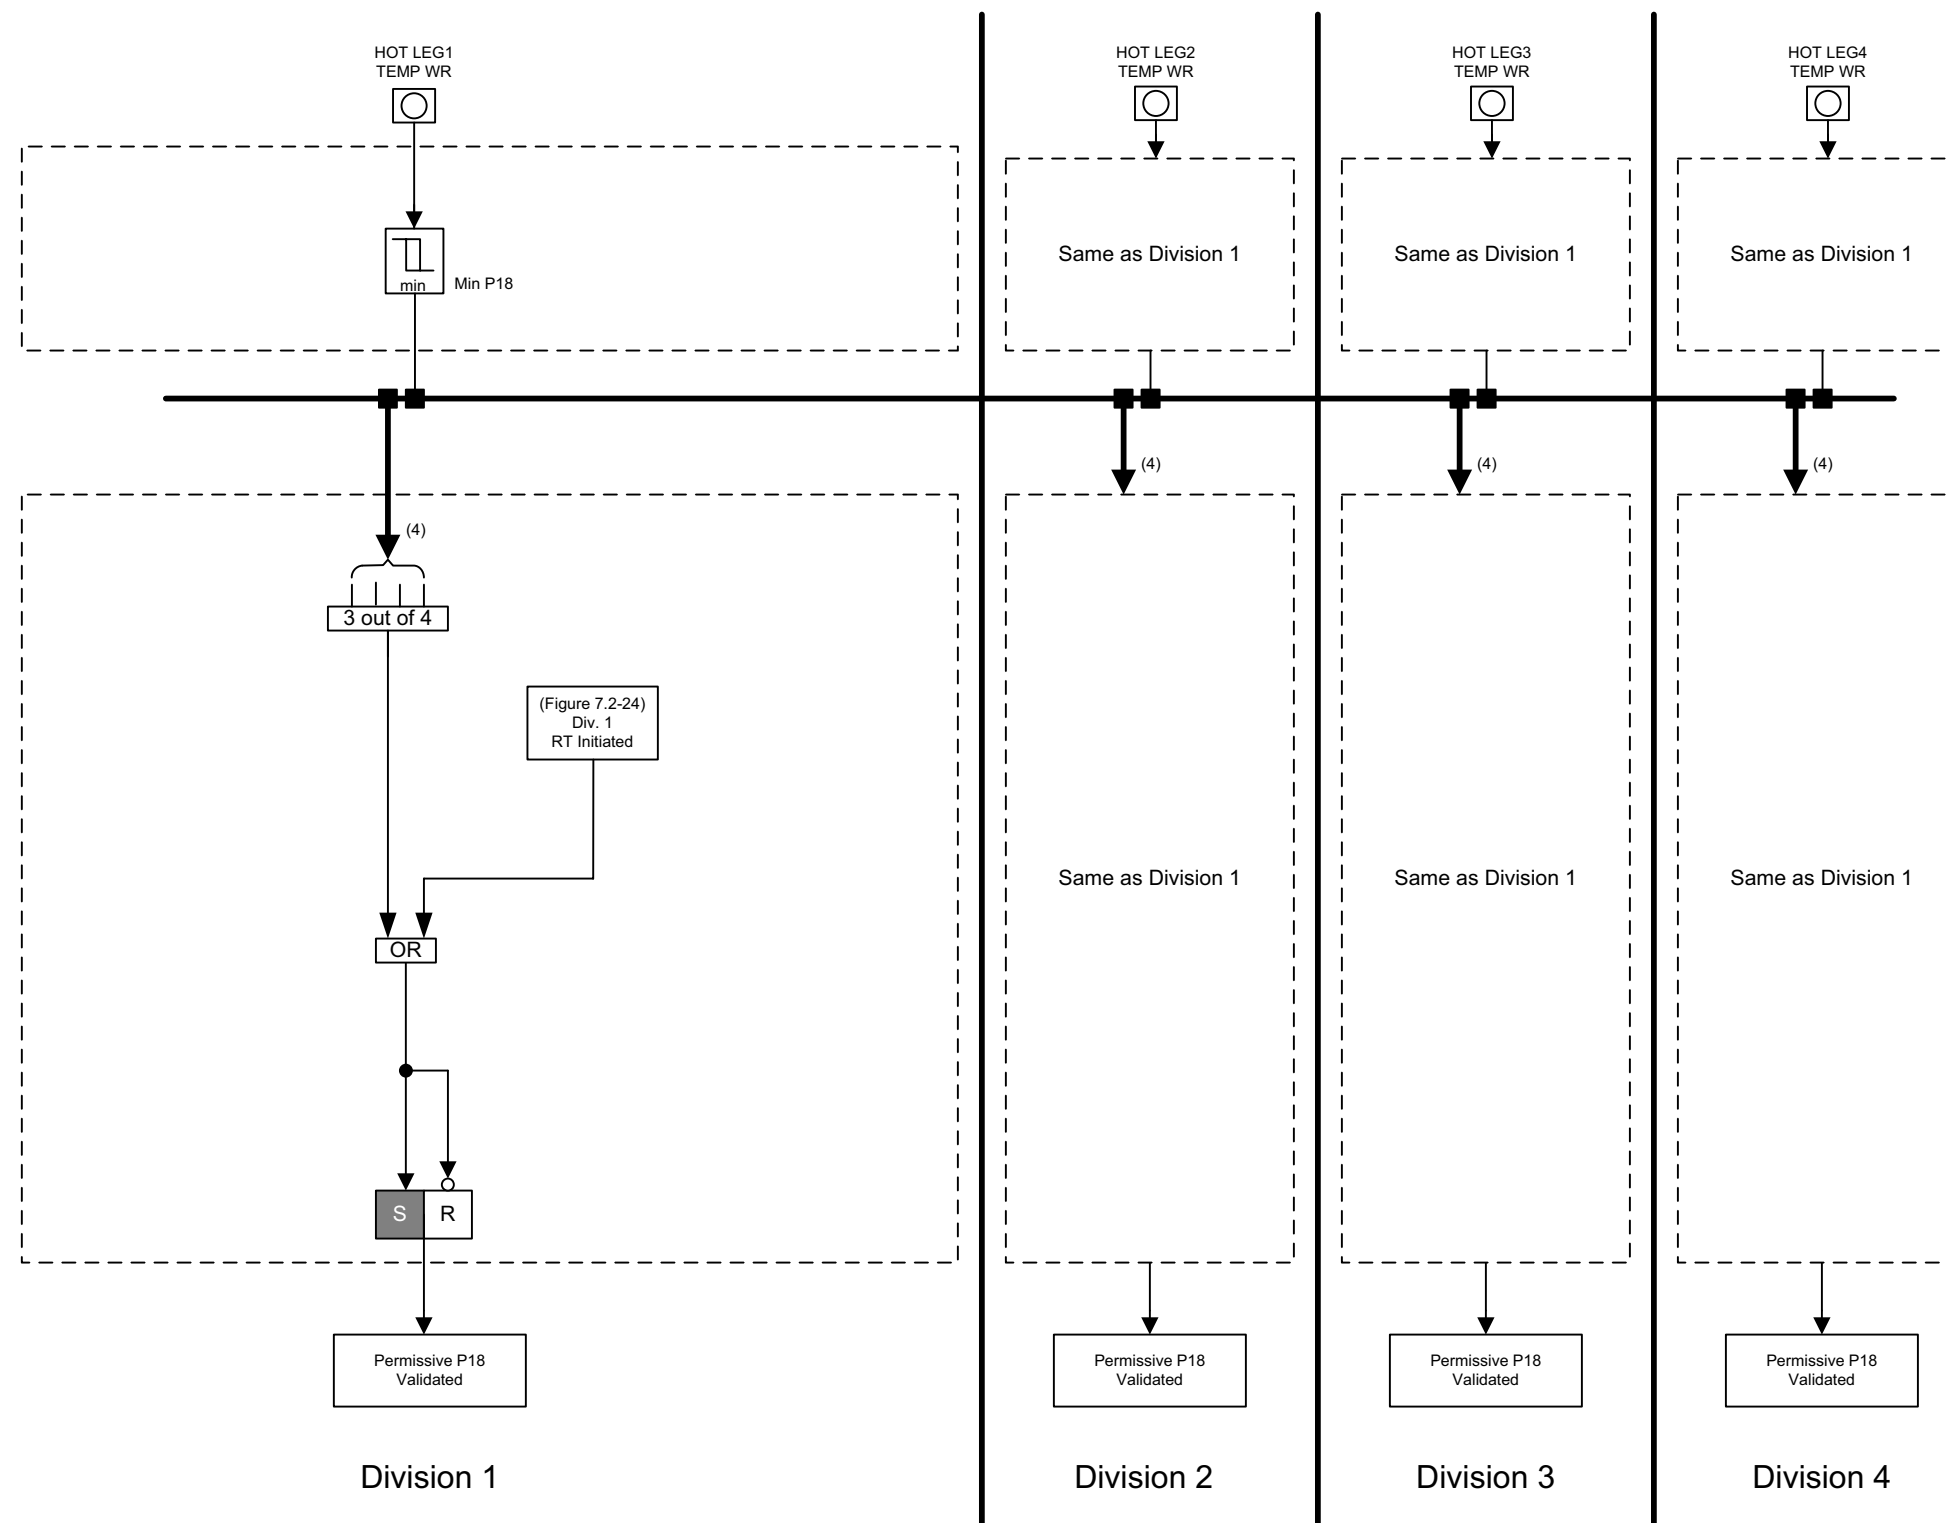 HOT LEG1
TEMP WR
HOT LEG2
TEMP WR
HOT LEG3
TEMP WR
HOT LEG4
TEMP WR
min
Min P18
Same as Division 1
Same as Division 1
Same as Division 1
(4)
(4)
(4)
(4)
3 out of 4
(Figure 7.2-24)
Div. 1
RT Initiated
OR
Same as Division 1
Same as Division 1
Same as Division 1
S
R
Permissive P18
Validated
Permissive P18
Validated
Permissive P18
Validated
Permissive P18
Validated
Division 1
Division 2
Division 3
Division 4